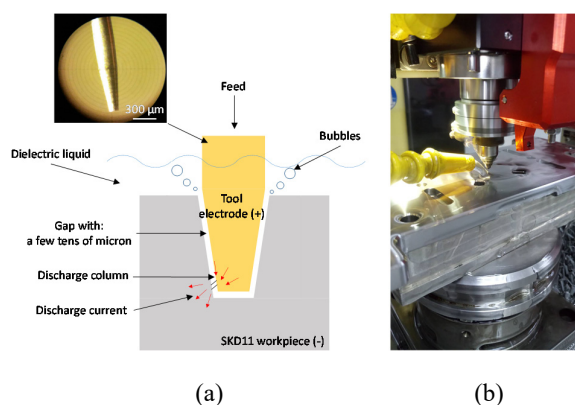 300 µm
Feed
Bubbles
Dielectric liquid
Tool
electrode (+)
Gap with:
a few tens of micron
Discharge column
Discharge current
SKD11 workpiece (-)
(a)
(b)